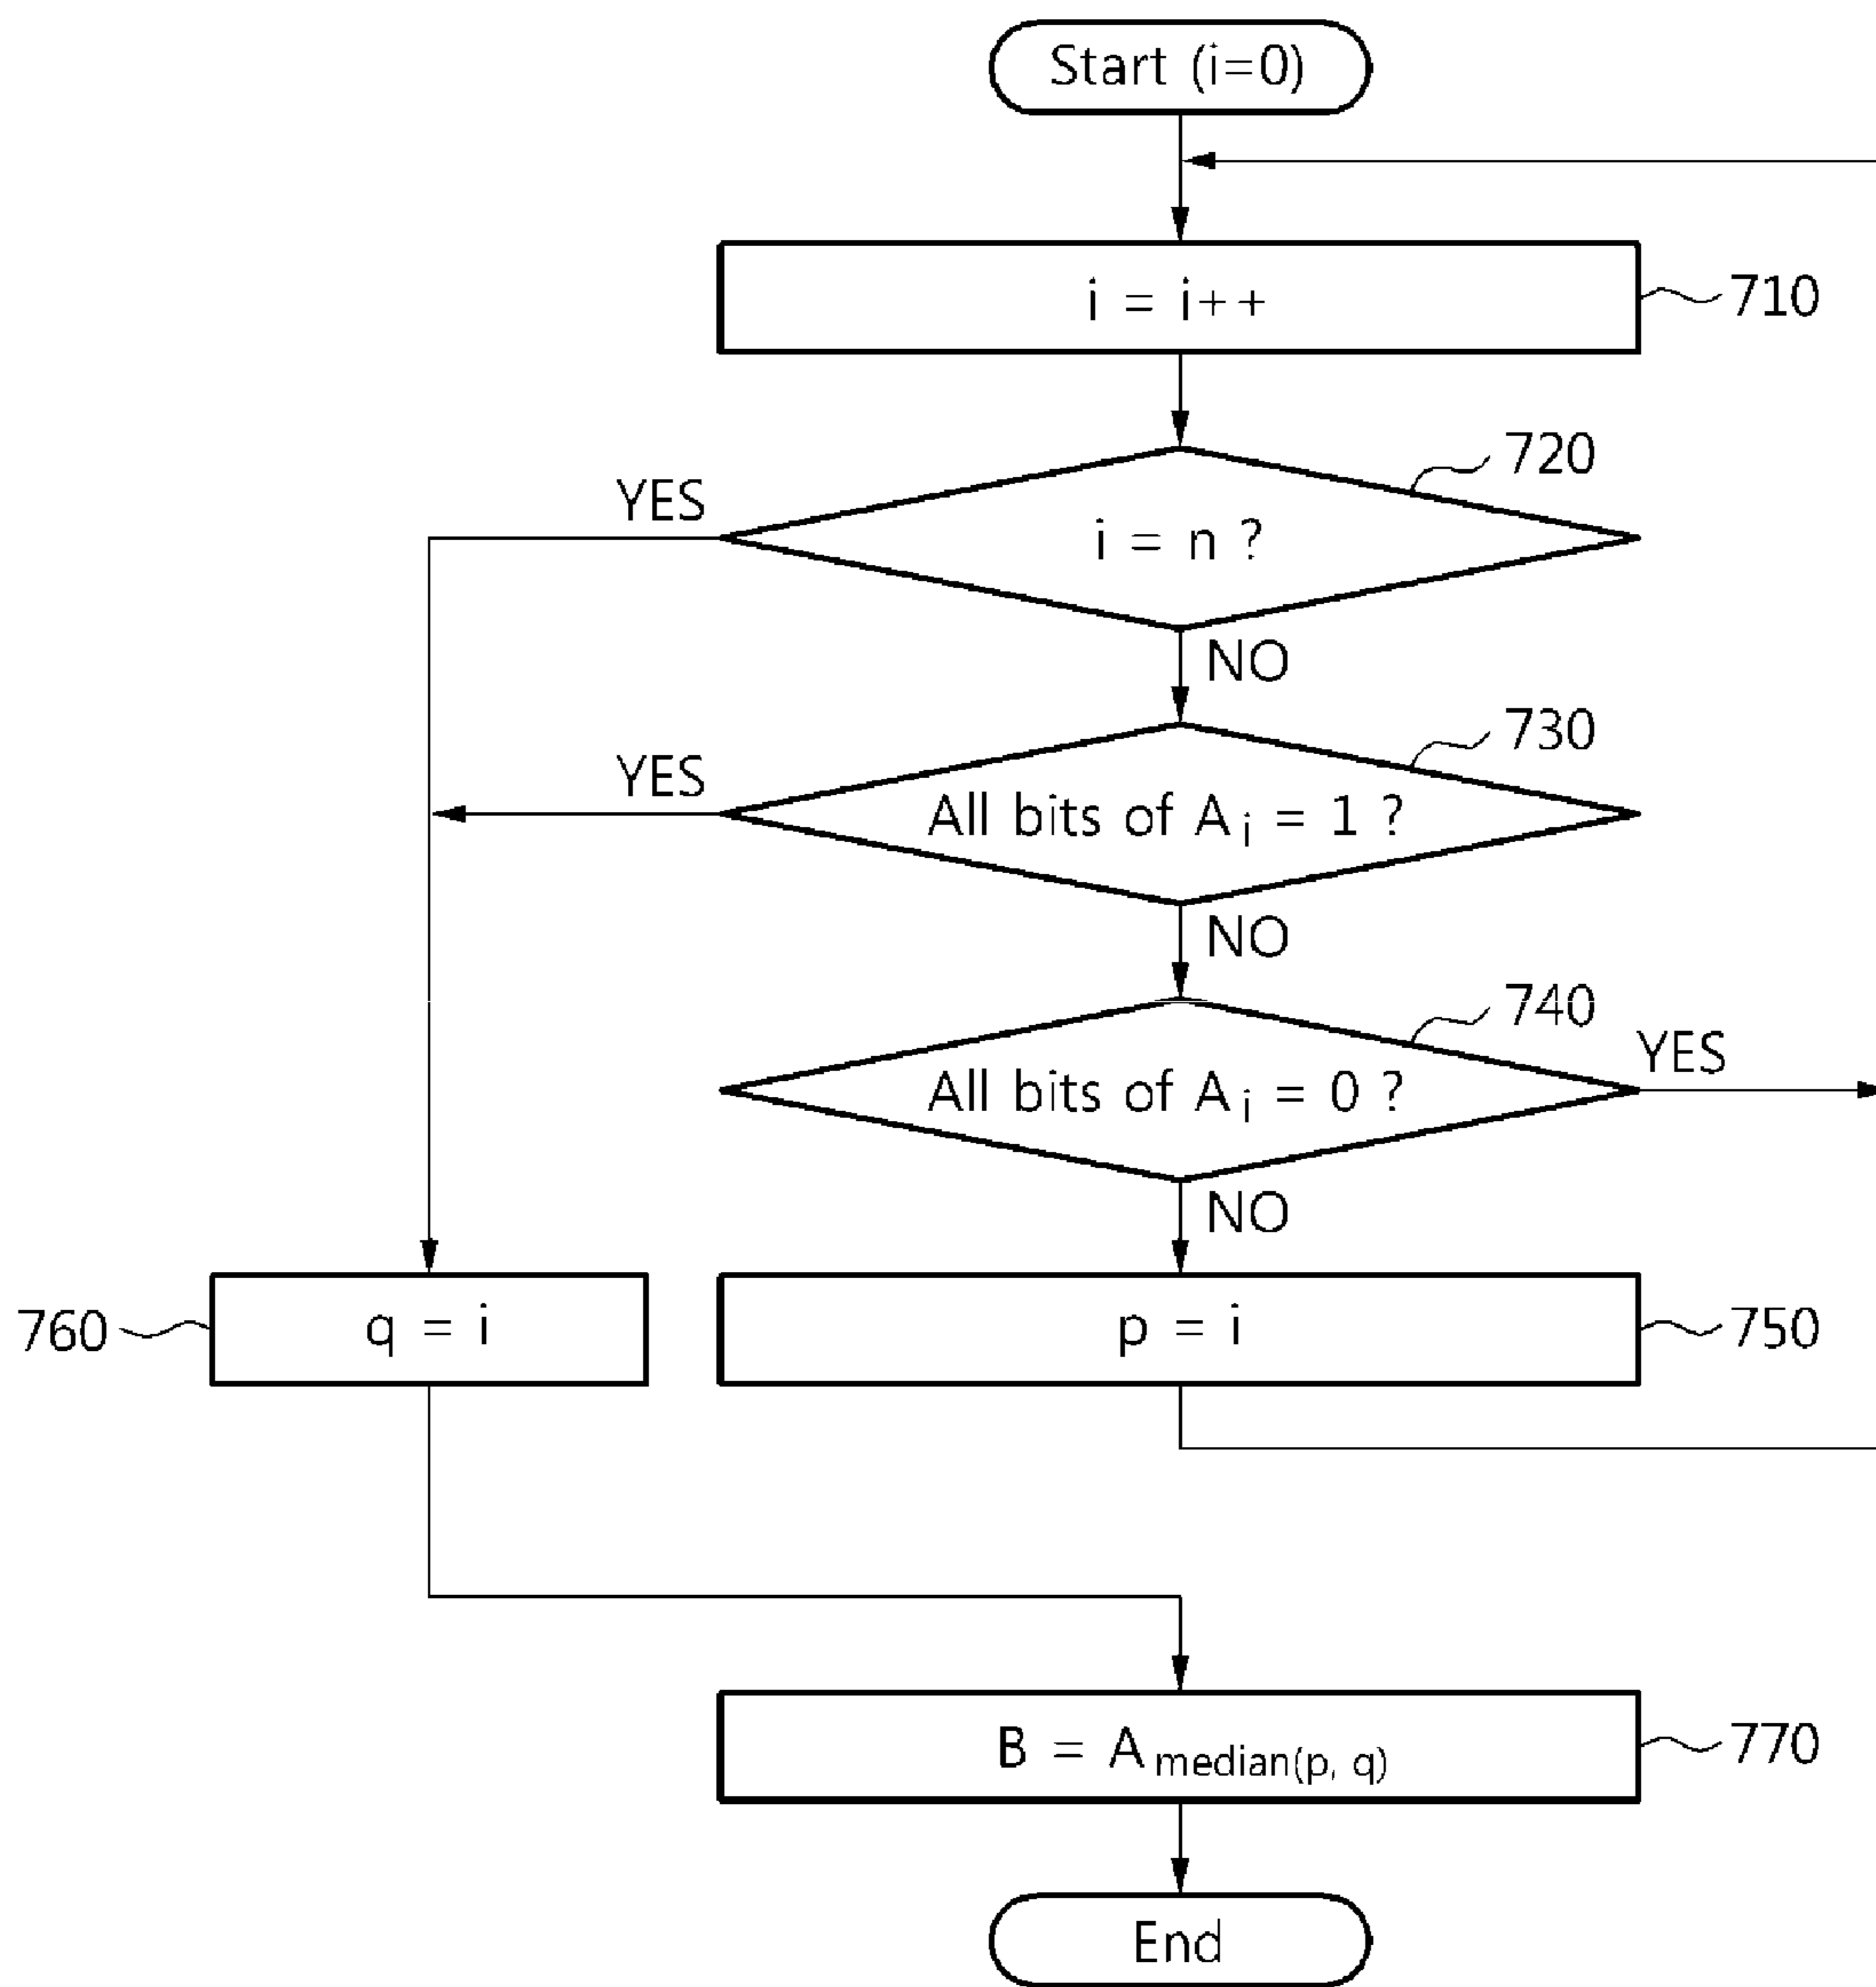 Start (i=0)
i = i++
710
720
YES
i = n ?
NO
730
YES
All bits of A i = 1 ?
NO
740
YES
All bits of A i = 0 ?
NO
760
q = i
p = i
750
B = A median(p, q)
770
End